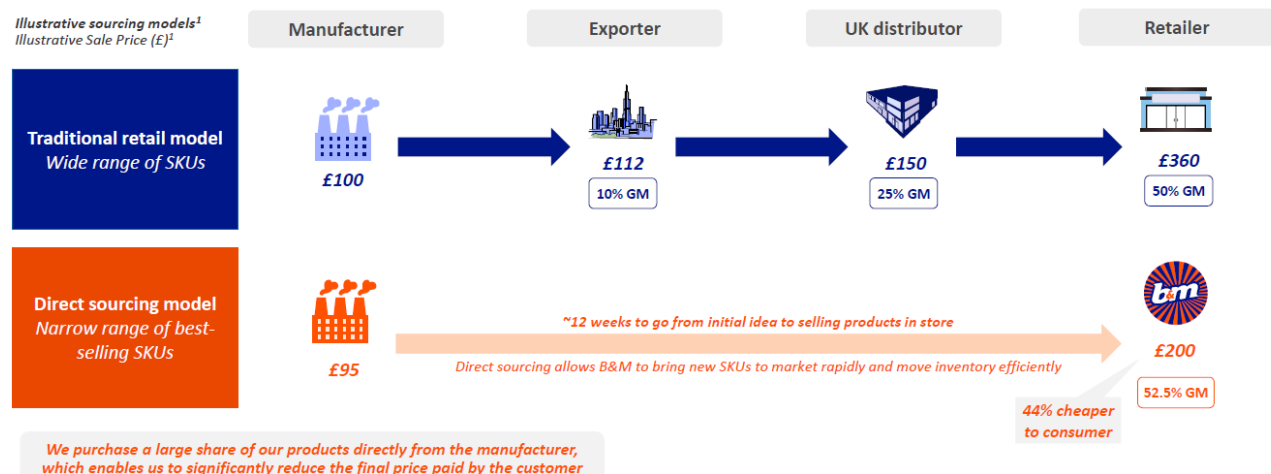 Illustrative sourcing models¹
Illustrative Sale Price (£)¹
Manufacturer
Exporter
UK distributor
Retailer
Traditional retail model
Wide range of SKUs
£100
£112
10% GM
£150
25% GM
£360
50% GM
Direct sourcing model
Narrow range of best-
selling SKUs
£95
~12 weeks to go from initial idea to selling products in store
Direct sourcing allows B&M to bring new SKUs to market rapidly and move inventory efficiently
b&m
£200
52.5% GM
44% cheaper
to consumer
We purchase a large share of our products directly from the manufacturer,
which enables us to significantly reduce the final price paid by the customer